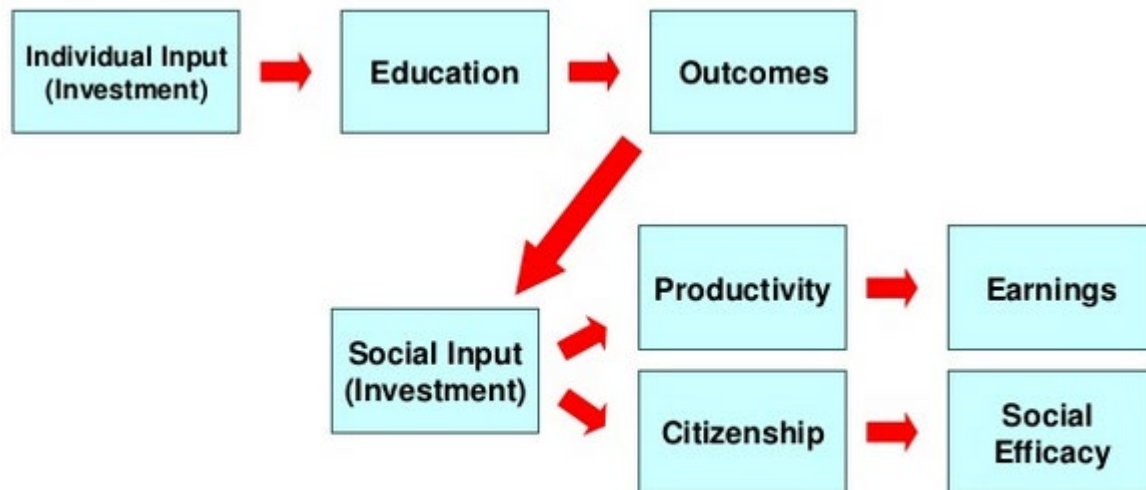 Individual Input
(Investment)
Education
Outcomes
Productivity
Earnings
Social Input
(Investment)
Citizenship
Social
Efficacy